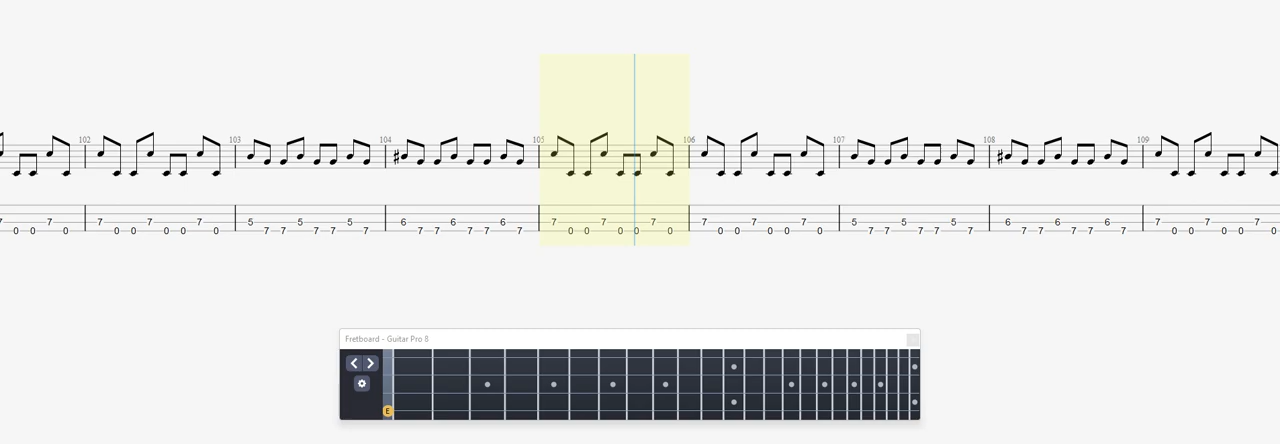 102 103 104 105 106 107 108 109
7 0 0 7 0 7 0 0 7 0 0 7 0 5 7 7 5 7 7 5 7 6 7 7 6 7 7 6 7 7 0 0 7 0 0 7 0 7 0 0 7 0 0 7 0 5 7 7 5 7 7 5 7 6 7 7 6 7 7 6 7 7 0 0 7 0 0 7 0
Fretboard - Guitar Pro 8
E